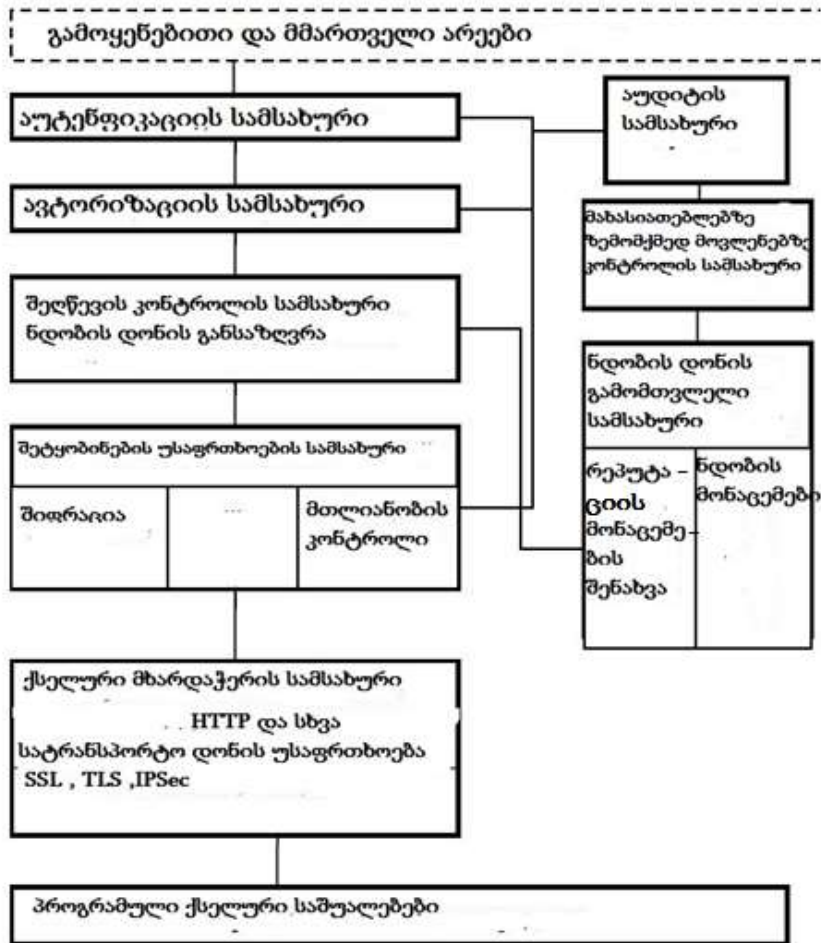 გამოყენებითი და მმართველი არეები
აუტენფიკაციის სამსახური
ავტორიზაციის სამსახური
შეღწევის კონტროლის სამსახური
ნდობის დონის განსაზღვრა
შეტყობინების უსაფრთხოების სამსახური
შიფრაცია
...
მთლიანობის
კონტროლი
ქსელური მხარდაჭერის სამსახური
HTTP და სხვა
სატრანსპორტო დონის უსაფრთხოება
SSL , TLS ,IPSec
პროგრამული ქსელური საშუალებები
აუდიტის
სამსახური
მახასიათებლებზე
ზემომქმედ მოვლენებზე
კონტროლის სამსახური
ნდობის დონის
გამომთვლელი
სამსახური
რეპუტა –
ციის
მონაცემე –
ბის
შენახვა
ნდობის
მონაცემები